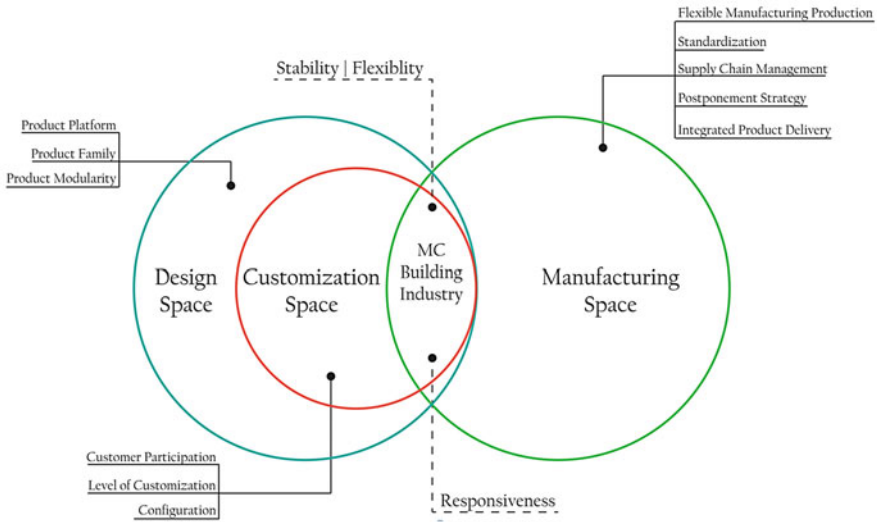 Flexible Manufacturing Production
Standardization
Supply Chain Management
Postponement Strategy
Integrated Product Delivery
Stability | Flexiblity
Product Platform
Product Family
Product Modularity
Design
Space
Customization
Space
MC
Building
Industry
Manufacturing
Space
Customer Participation
Level of Customization
Configuration
Responsiveness